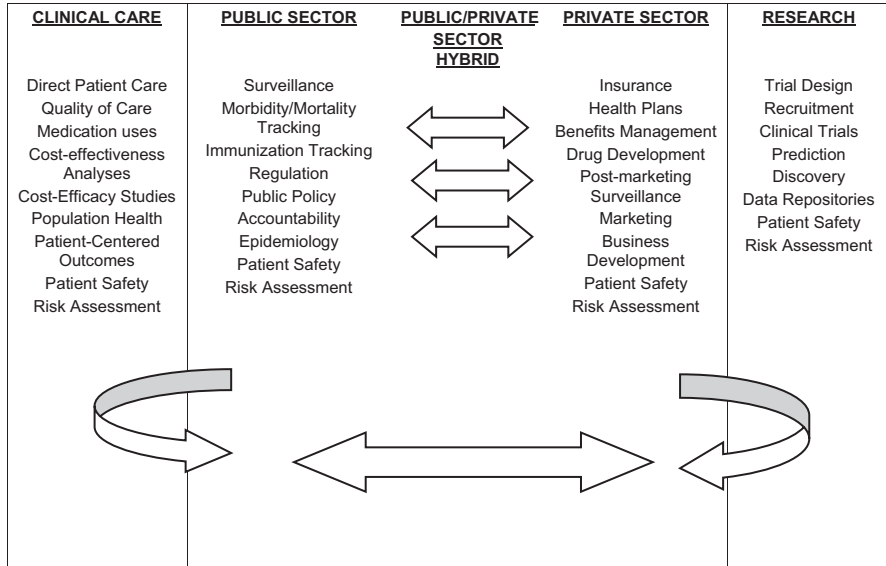 CLINICAL CARE
Direct Patient Care
Quality of Care
Medication uses
Cost-effectiveness
Analyses
Cost-Efficacy Studies
Population Health
Patient-Centered
Outcomes
Patient Safety
Risk Assessment
PUBLIC SECTOR
Surveillance
Morbidity/Mortality
Tracking
Immunization Tracking
Regulation
Public Policy
Accountability
Epidemiology
Patient Safety
Risk Assessment
PUBLIC/PRIVATE
SECTOR
HYBRID
PRIVATE SECTOR
Insurance
Health Plans
Benefits Management
Drug Development
Post-marketing
Surveillance
Marketing
Business
Development
Patient Safety
Risk Assessment
RESEARCH
Trial Design
Recruitment
Clinical Trials
Prediction
Discovery
Data Repositories
Patient Safety
Risk Assessment